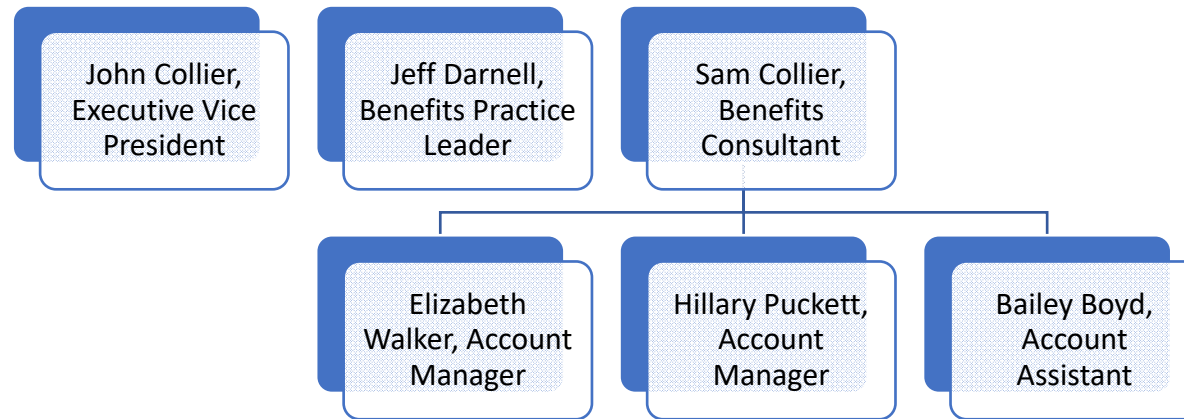 John Collier,
Executive Vice
President
Jeff Darnell,
Benefits Practice
Leader
Sam Collier,
Benefits
Consultant
Elizabeth
Walker, Account
Manager
Hillary Puckett,
Account
Manager
Bailey Boyd,
Account
Assistant